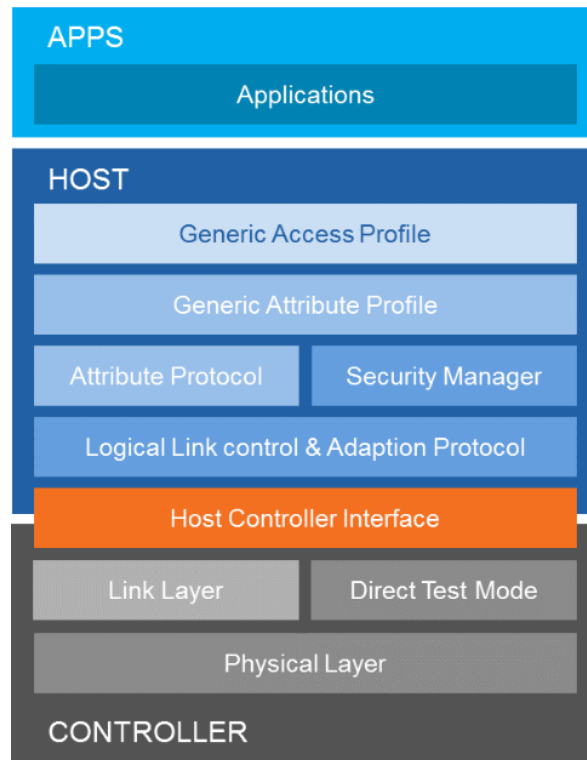 APPS
Applications
HOST
Generic Access Profile
Generic Attribute Profile
Attribute Protocol
Security Manager
Logical Link control & Adaption Protocol
Host Controller Interface
Link Layer
Direct Test Mode
Physical Layer
CONTROLLER